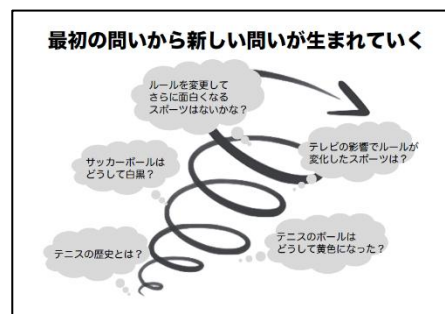 最初の問いから新しい問いが生まれていく
ルールを変更して
さらに面白くなる
スポーツはないかな？
テレビの影響でルールが
変化したスポーツは？
サッカーボールは
どうして白黒？
テニスのボールは
どうして黄色になった？
テニスの歴史とは？